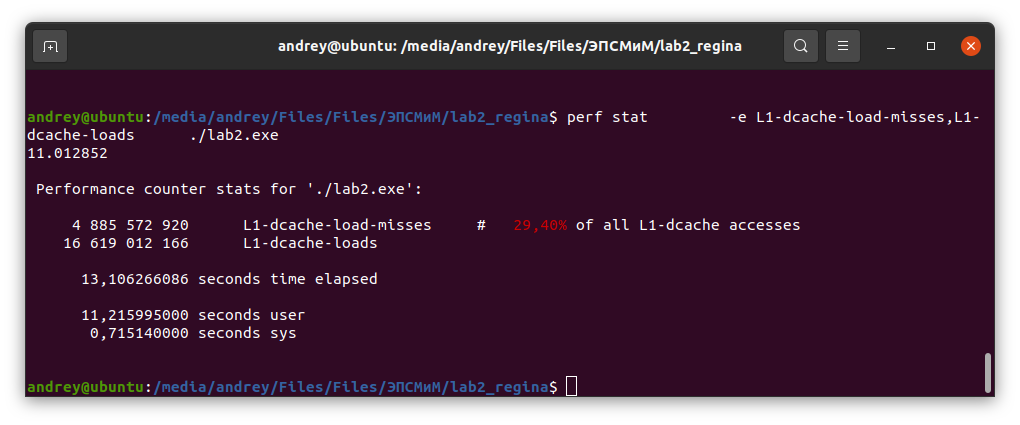 andrey@ubuntu: /media/andrey/Files/Files/ЭПСМиМ/lab2_regina
andrey@ubuntu:/media/andrey/Files/Files/ЭПСМиМ/lab2_regina$ perf stat         -e L1-dcache-load-misses,L1-
dcache-loads      ./lab2.exe
11.012852
Performance counter stats for './lab2.exe':
4 885 572 920      L1-dcache-load-misses     #   29,40% of all L1-dcache accesses
16 619 012 166      L1-dcache-loads
13,106266086 seconds time elapsed
11,215995000 seconds user
0,715140000 seconds sys
andrey@ubuntu:/media/andrey/Files/Files/ЭПСМиМ/lab2_regina$